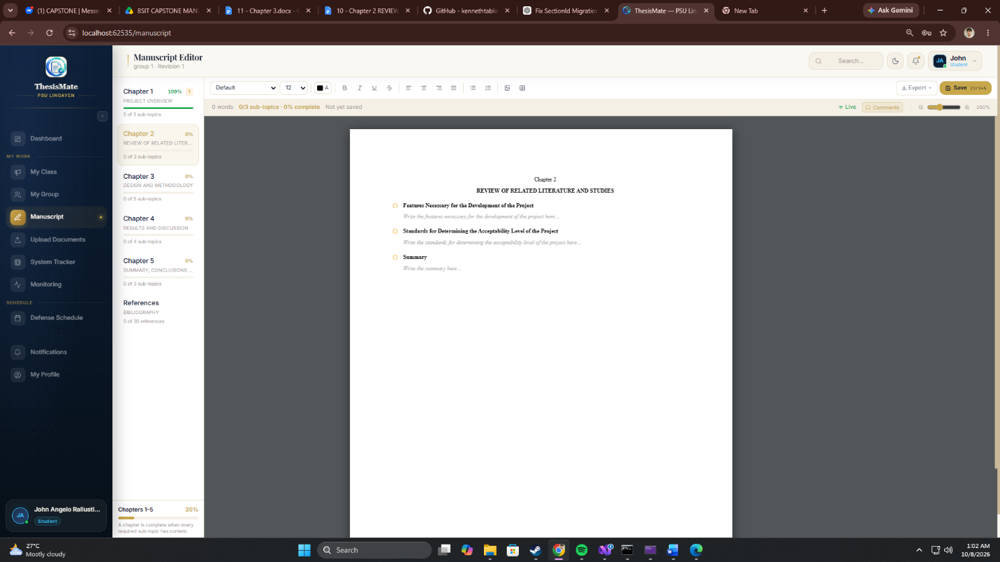 (1) CAPSTONE | Messe
BSIT CAPSTONE MANU
11 - Chapter 3.docx - G
10 - Chapter 2 REVIEW
GitHub - kennethtabla
Fix SectionId Migration
ThesisMate — PSU Lin
New Tab
Ask Gemini
localhost:62535/manuscript
ThesisMate
PSU LINGAYEN
Dashboard
MY WORK
My Class
My Group
Manuscript
Upload Documents
System Tracker
Monitoring
SCHEDULE
Defense Schedule
Notifications
My Profile
JA
John Angelo Rallusti...
Student
Manuscript Editor
group 1 · Revision 1
Search...
JA
John
Student
Chapter 1 100% 1
PROJECT OVERVIEW
5 of 5 sub-topics
Chapter 2 0%
REVIEW OF RELATED LITER...
0 of 3 sub-topics
Chapter 3 0%
DESIGN AND METHODOLOGY
0 of 5 sub-topics
Chapter 4 0%
RESULTS AND DISCUSSION
0 of 4 sub-topics
Chapter 5 0%
SUMMARY, CONCLUSIONS ...
0 of 3 sub-topics
References
BIBLIOGRAPHY
0 of 30 references
Chapters 1–5 20%
A chapter is complete when every
required sub-topic has content.
Default 12 A B I U S
Export Save Ctrl+S
0 words 0/3 sub-topics · 0% complete Not yet saved
Live Comments 100%
Chapter 2
REVIEW OF RELATED LITERATURE AND STUDIES
Features Necessary for the Development of the Project
Write the features necessary for the development of the project here...
Standards for Determining the Acceptability Level of the Project
Write the standards for determining the acceptability level of the project here...
Summary
Write the summary here...
27°C
Mostly cloudy
Search
1:02 AM
10/8/2026